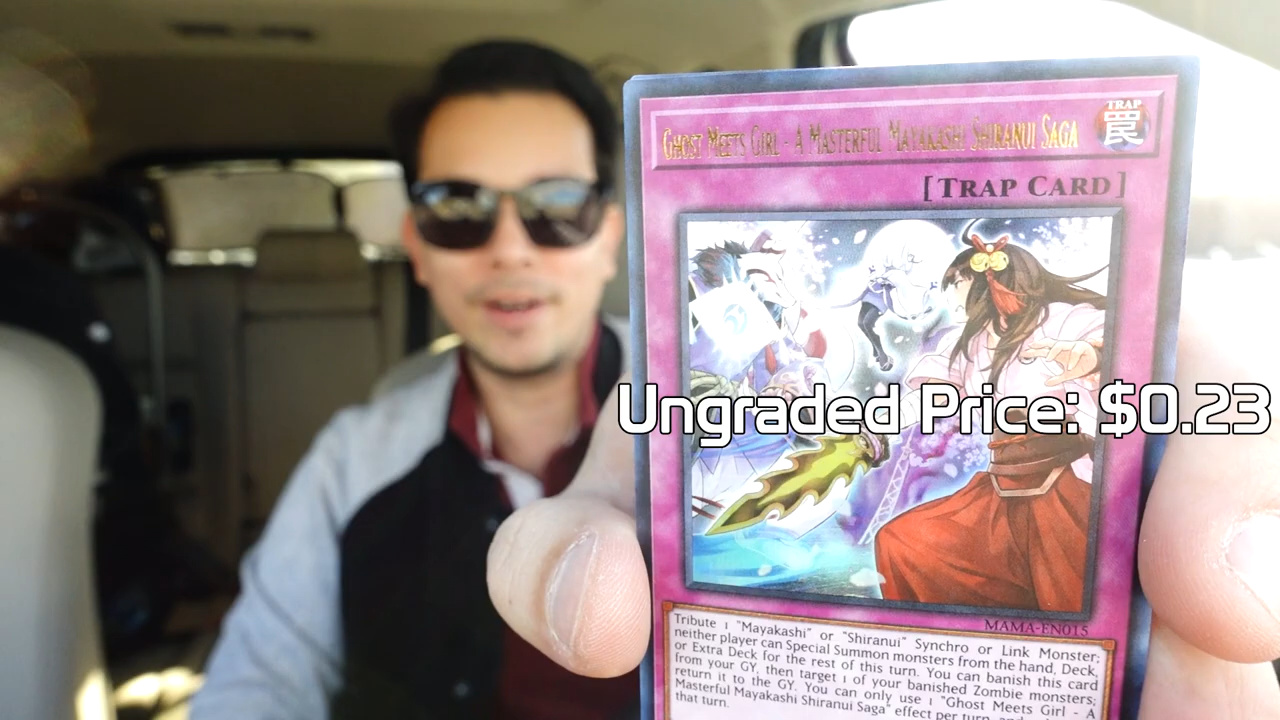 Ghost Meets Girl - A Masterful Mayakashi Shiranui Saga
TRAP
罠
[Trap Card]
Ungraded Price: $0.23
MAMA-EN015
Tribute 1 "Mayakashi" or "Shiranui" Synchro or Link Monster;
neither player can Special Summon monsters from the hand, Deck,
or Extra Deck for the rest of this turn. You can banish this card
from your GY, then target 1 of your banished Zombie monsters;
return it to the GY. You can only use 1 "Ghost Meets Girl - A
Masterful Mayakashi Shiranui Saga" effect per turn, and
that turn.